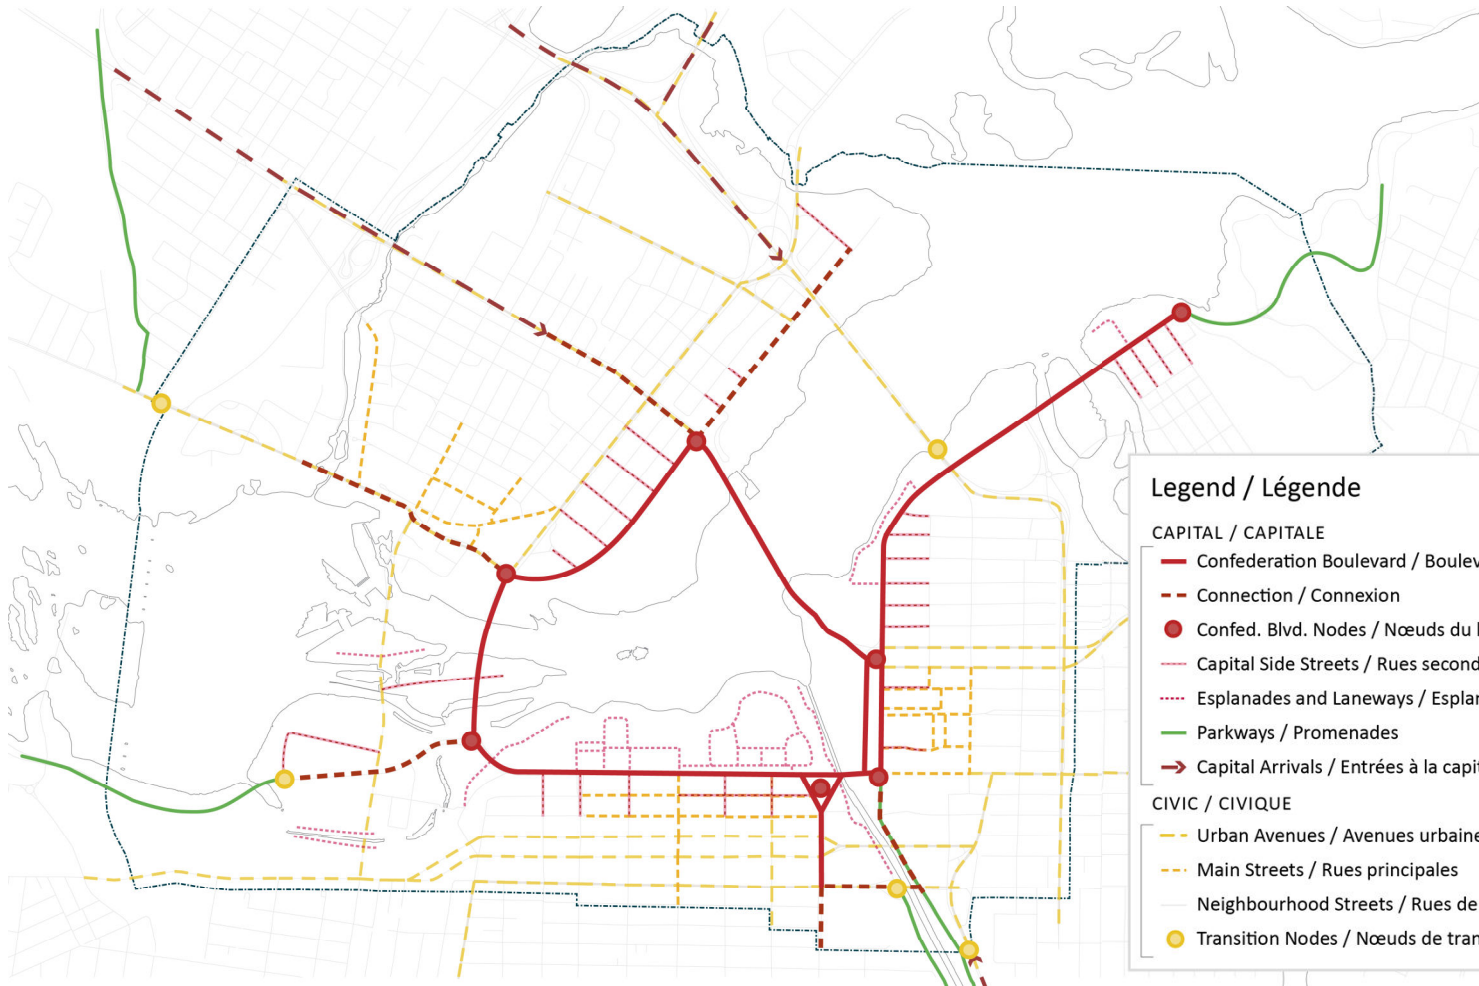 Legend / Légende
CAPITAL / CAPITALE
Confederation Boulevard / Boulev
Connection / Connexion
Confed. Blvd. Nodes / Nœuds du
Capital Side Streets / Rues second
Esplanades and Laneways / Esplan
Parkways / Promenades
Capital Arrivals / Entrées à la capit
CIVIC / CIVIQUE
Urban Avenues / Avenues urbaine
Main Streets / Rues principales
Neighbourhood Streets / Rues de
Transition Nodes / Nœuds de tran